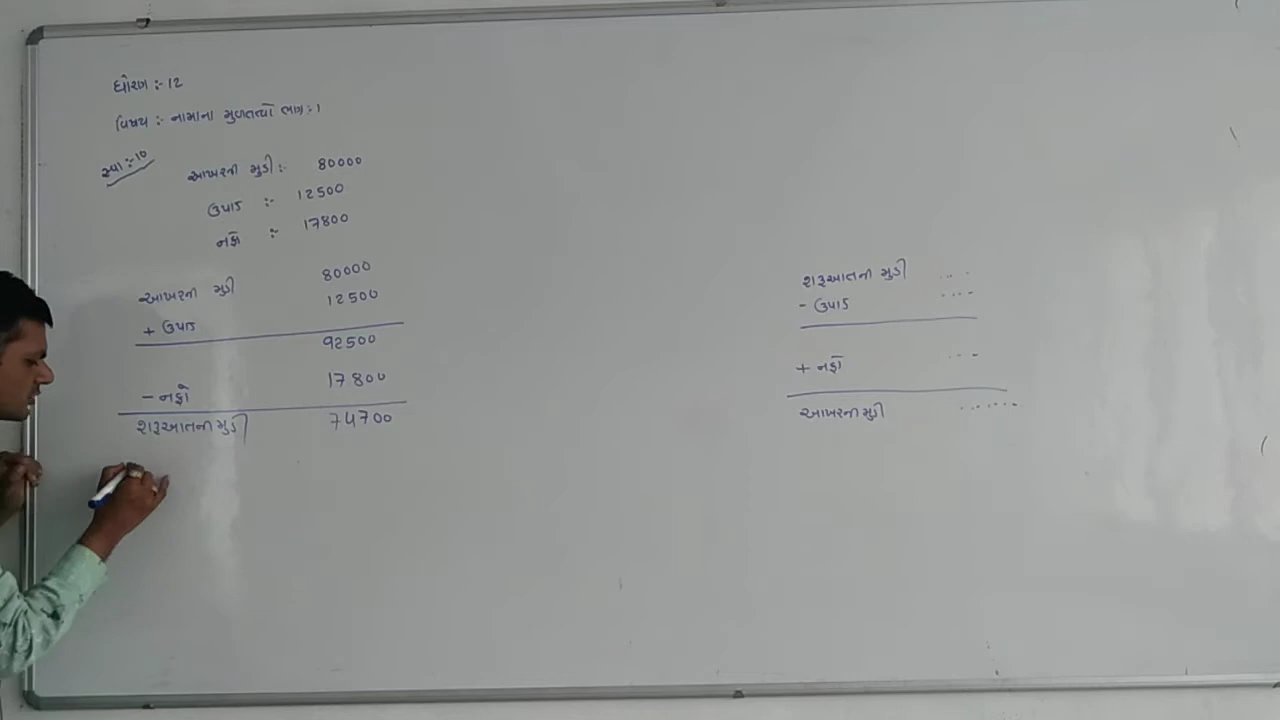 ધોરણ :- 12
વિષય :- નામાના મુળતત્વો ભાગ :- 1
સ્વા :- 10
આખરની મુડી :- 80000
ઉપાડ :- 12500
નફો :- 17800
આખરની મુડી 80000
+ ઉપાડ 12500
92500
- નફો 17800
શરૂઆતની મુડી 74700
શરૂઆતની મુડી ....
- ઉપાડ ....
+ નફો ...
આખરની મુડી ......